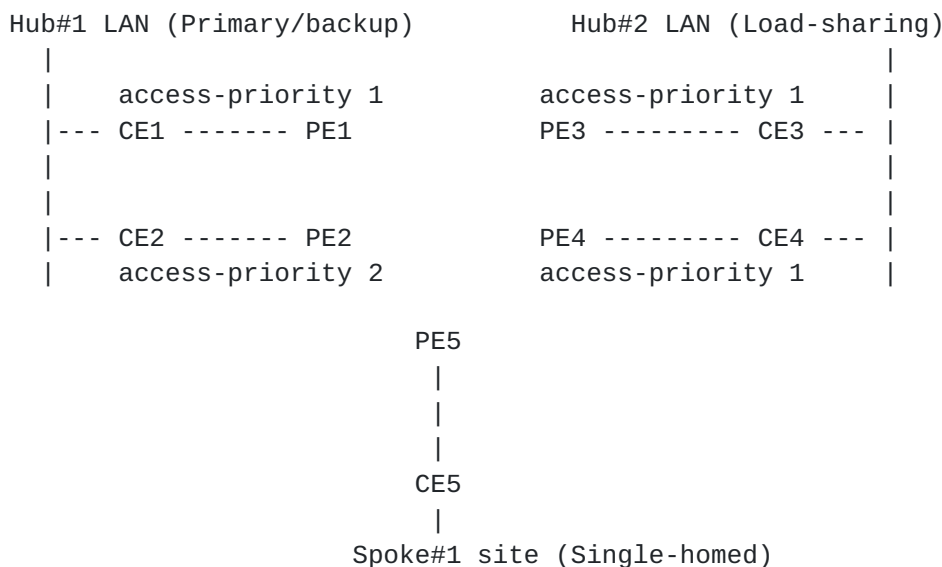 Hub#1 LAN (Primary/backup)          Hub#2 LAN (Load-sharing)
  |                                                    |
  |    access-priority 1          access-priority 1    |
  |--- CE1 ------- PE1            PE3 --------- CE3 --- |
  |                                                    |
  |                                                    |
  |--- CE2 ------- PE2            PE4 --------- CE4 --- |
  |    access-priority 2          access-priority 1    |
                         PE5
                          |
                          |
                          |
                         CE5
                          |
                     Spoke#1 site (Single-homed)